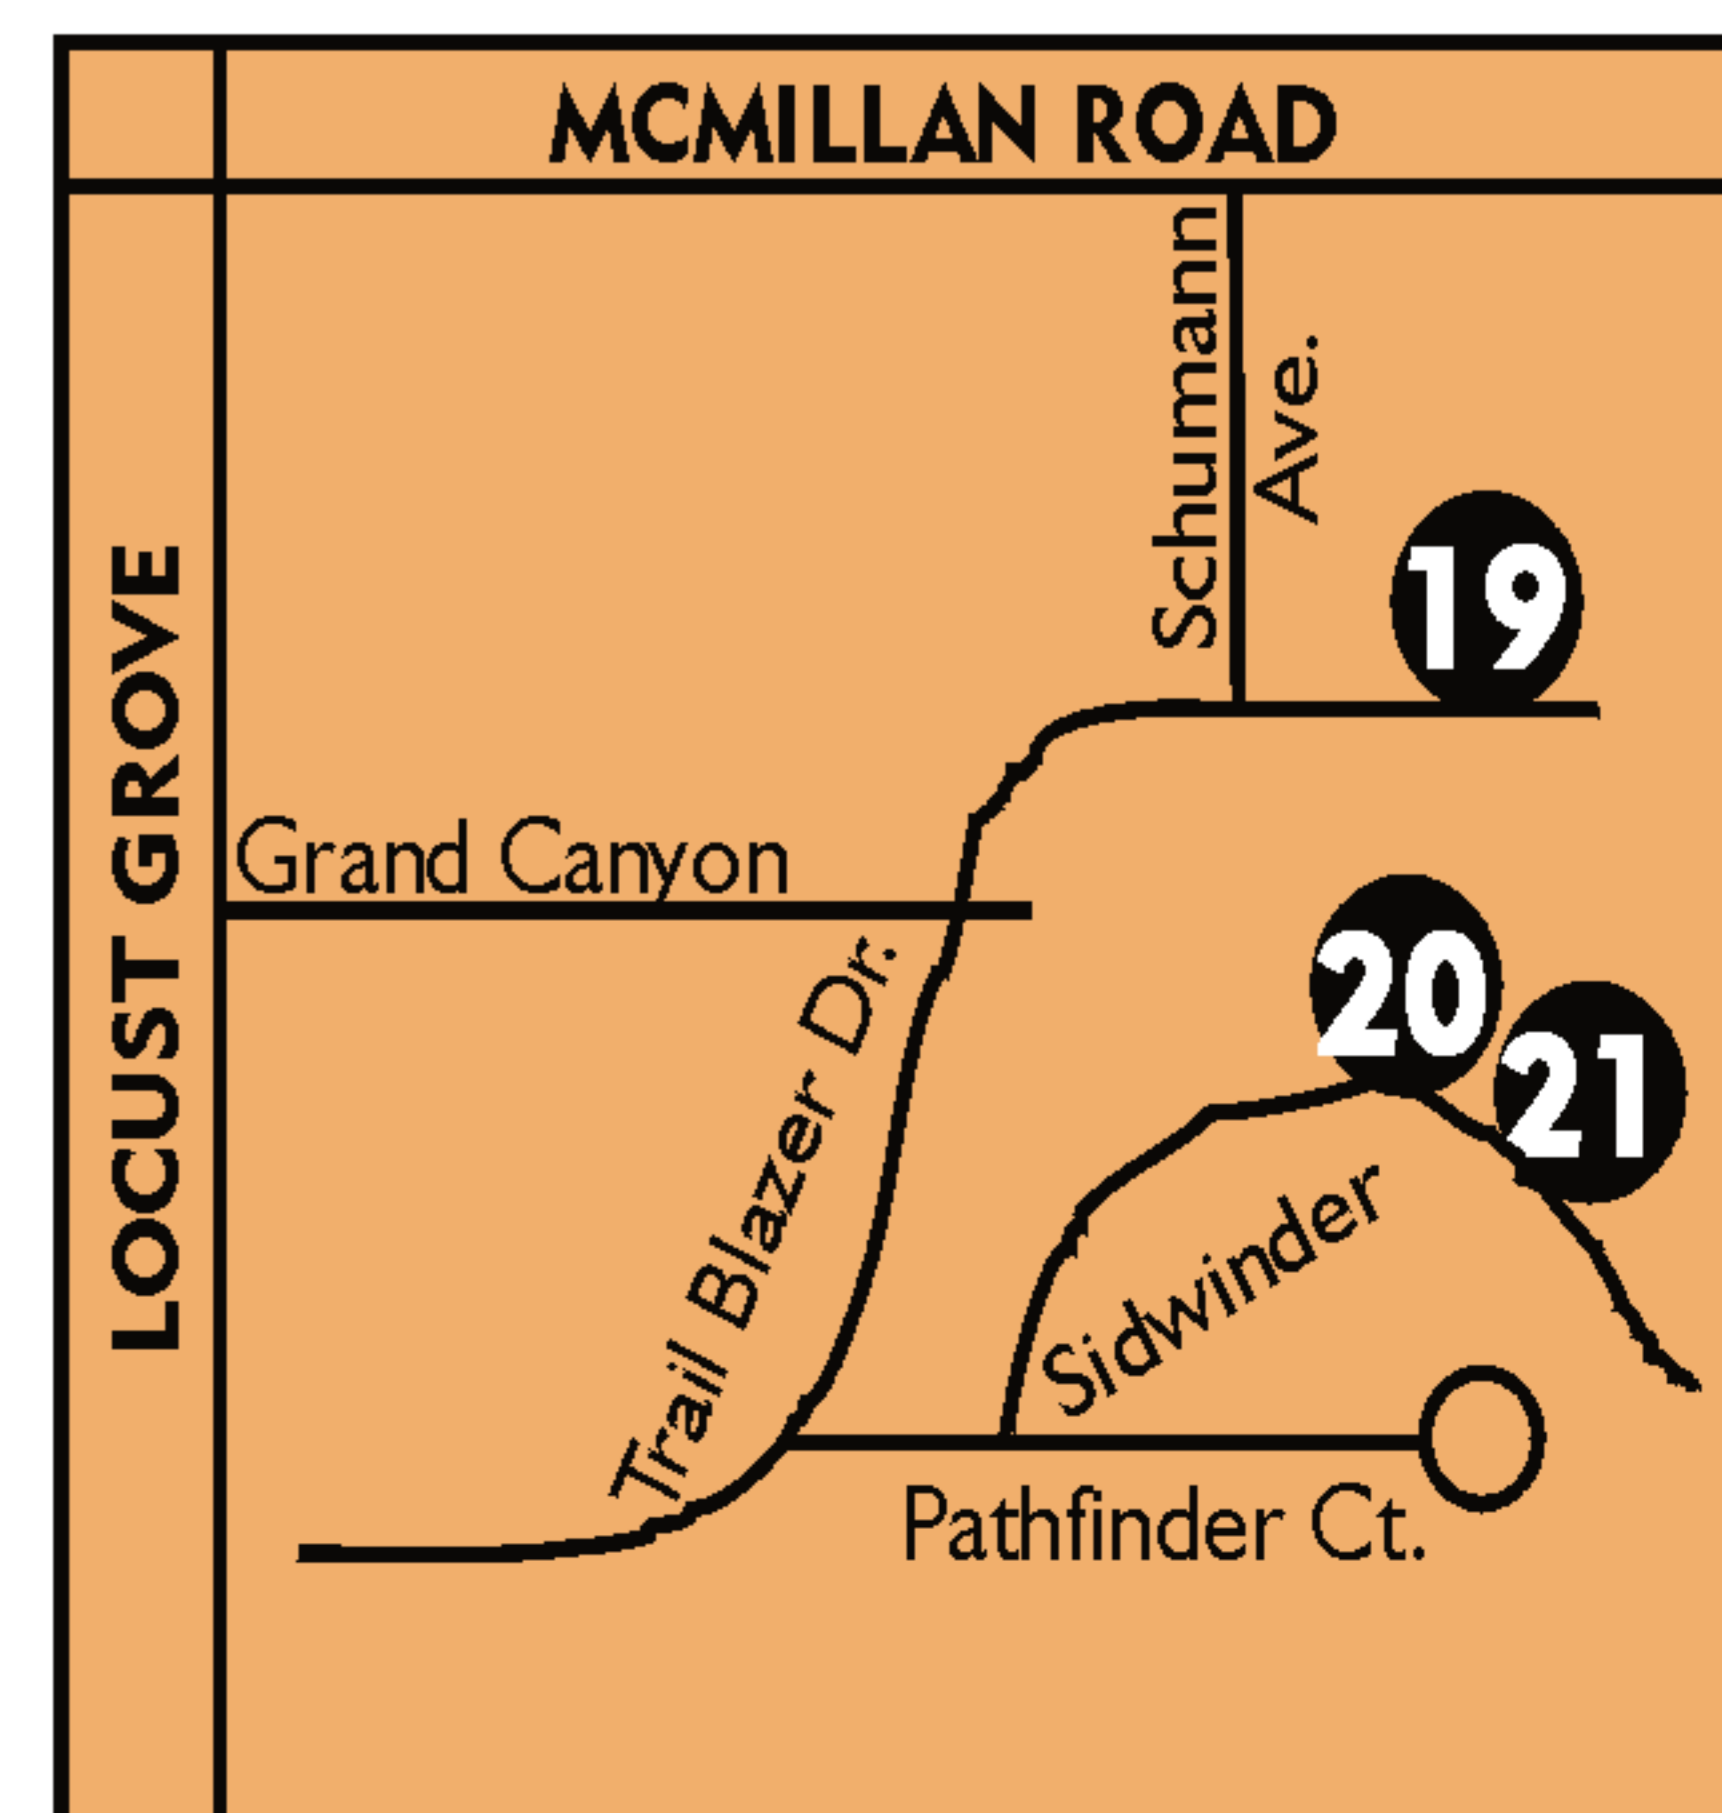 MCMILLAN ROAD
Schumann
Ave.
19
LOCUST GROVE
Grand Canyon
20
21
Trail Blazer Dr.
Sidwinder
Pathfinder Ct.